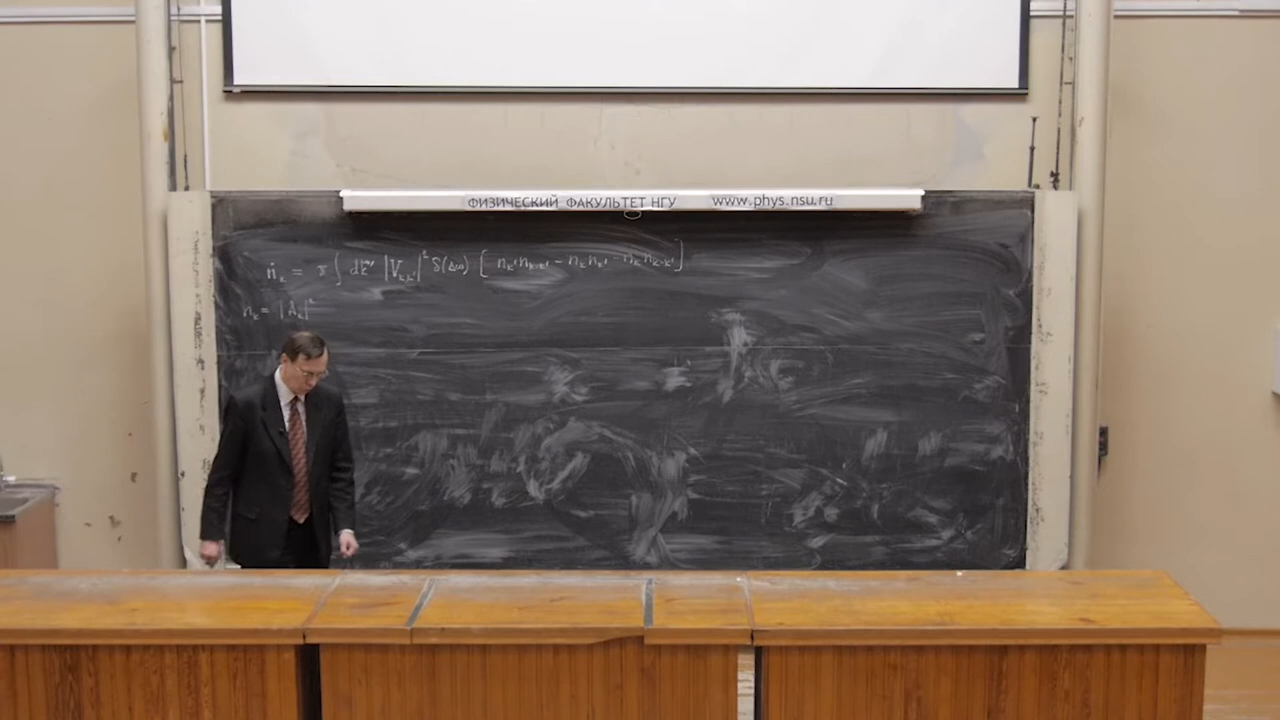 ФИЗИЧЕСКИЙ ФАКУЛЬТЕТ НГУ www.phys.nsu.ru
ṅₖ = π ∫ dk⃗' |Vₖₖ'|² δ(Δω) [ nₖ'nₖ₋ₖ' − nₖnₖ' − nₖnₖ₋ₖ' ]
nₖ = |Aₖ|²